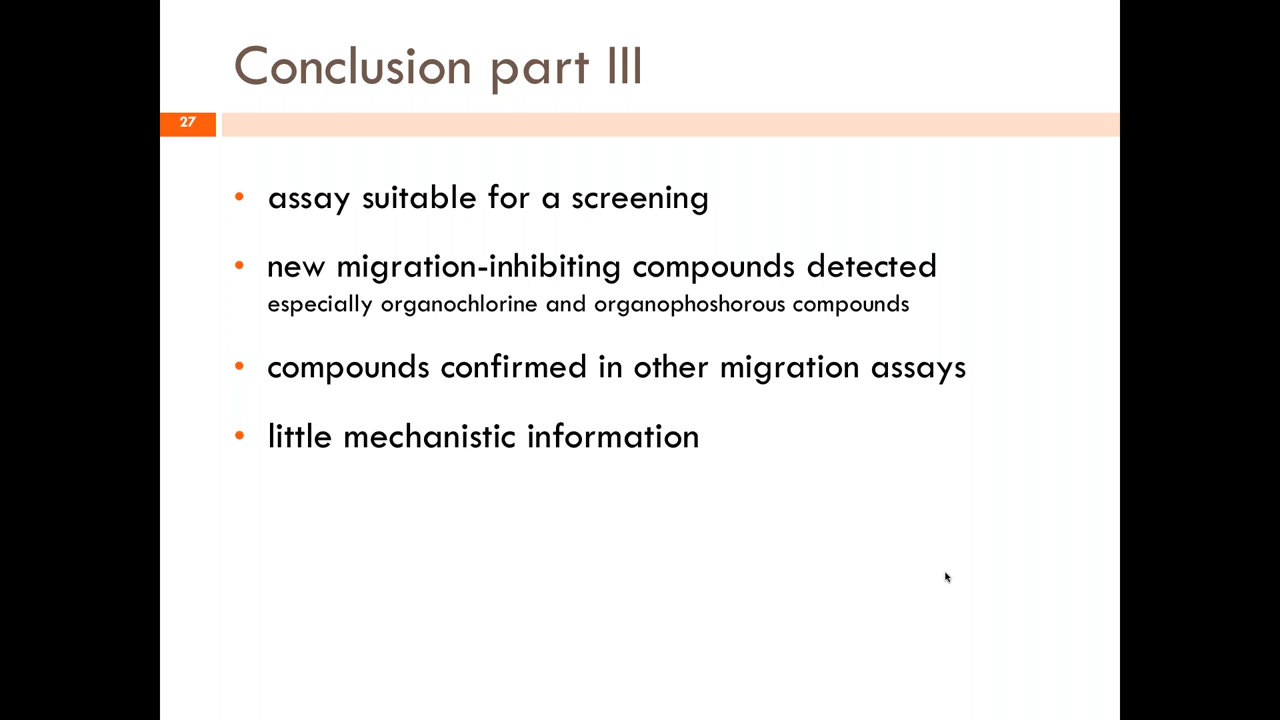 Conclusion part III
27
• assay suitable for a screening
• new migration-inhibiting compounds detected
especially organochlorine and organophoshorous compounds
• compounds confirmed in other migration assays
• little mechanistic information